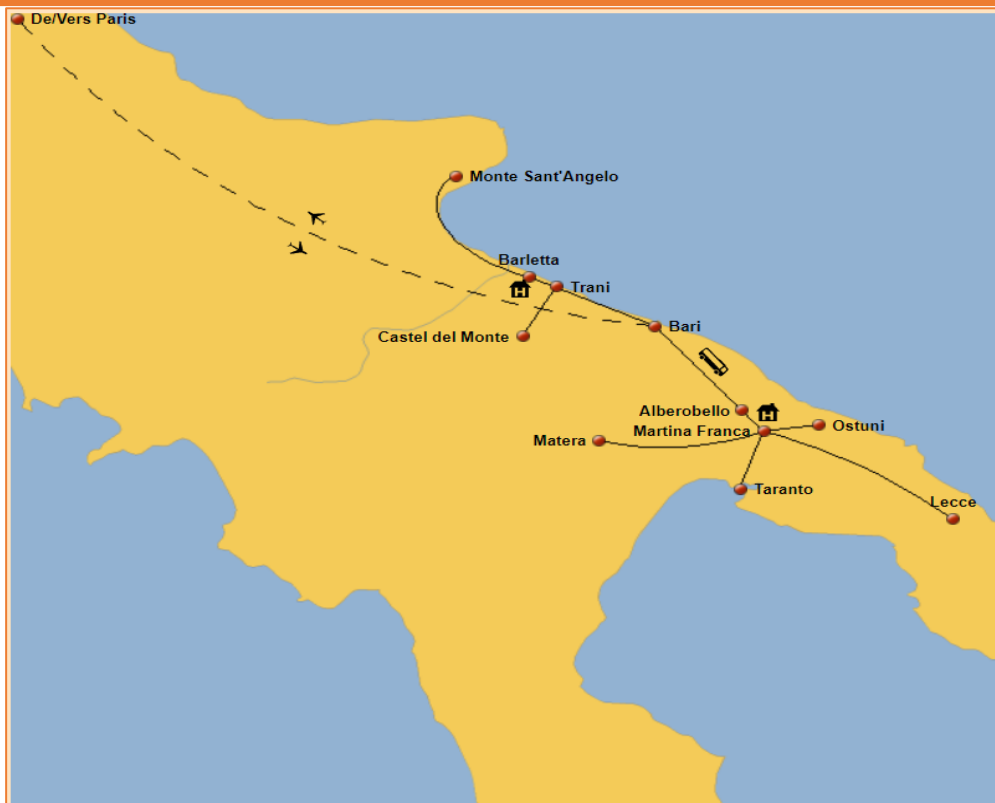 De/Vers Paris
Monte Sant'Angelo
Barletta
Trani
Bari
Castel del Monte
Alberobello
Martina Franca
Ostuni
Matera
Taranto
Lecce